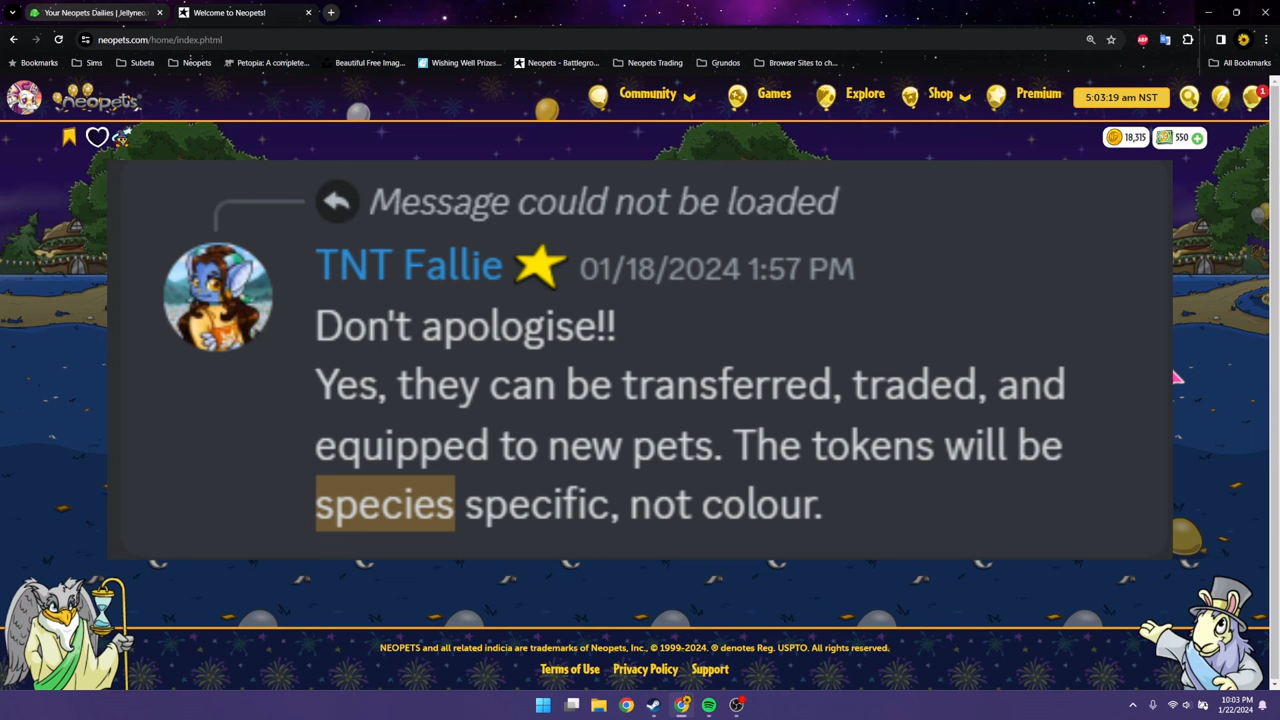 Your Neopets Dailies | Jellyneo
Welcome to Neopets!
neopets.com/home/index.phtml
Bookmarks
Sims
Subeta
Neopets
Petopia: A complete...
Beautiful Free Imag...
Wishing Well Prizes...
Neopets - Battlegro...
Neopets Trading
Grundos
Browser Sites to ch...
All Bookmarks
ABP
neopets
Community
Games
Explore
Shop
Premium
5:03:19 am NST
1
18,315
550
Message could not be loaded
TNT Fallie 01/18/2024 1:57 PM
Don't apologise!!
Yes, they can be transferred, traded, and
equipped to new pets. The tokens will be
species specific, not colour.
NEOPETS and all related indicia are trademarks of Neopets, Inc., © 1999-2024. ® denotes Reg. USPTO. All rights reserved.
Terms of Use
Privacy Policy
Support
10:03 PM
1/22/2024